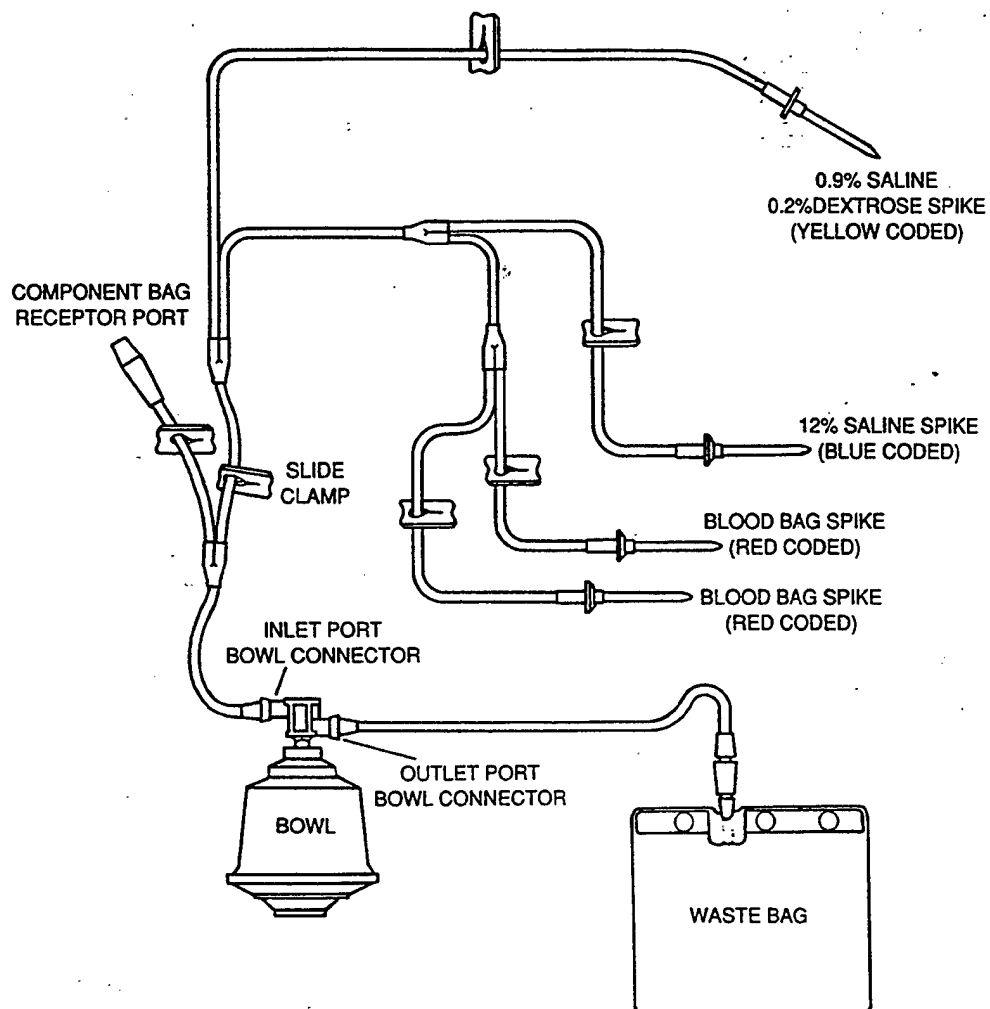 0.9% SALINE
0.2%DEXTROSE SPIKE
(YELLOW CODED)
COMPONENT BAG
RECEPTOR PORT
12% SALINE SPIKE
(BLUE CODED)
SLIDE
CLAMP
BLOOD BAG SPIKE
(RED CODED)
BLOOD BAG SPIKE
(RED CODED)
INLET PORT
BOWL CONNECTOR
OUTLET PORT
BOWL CONNECTOR
BOWL
WASTE BAG